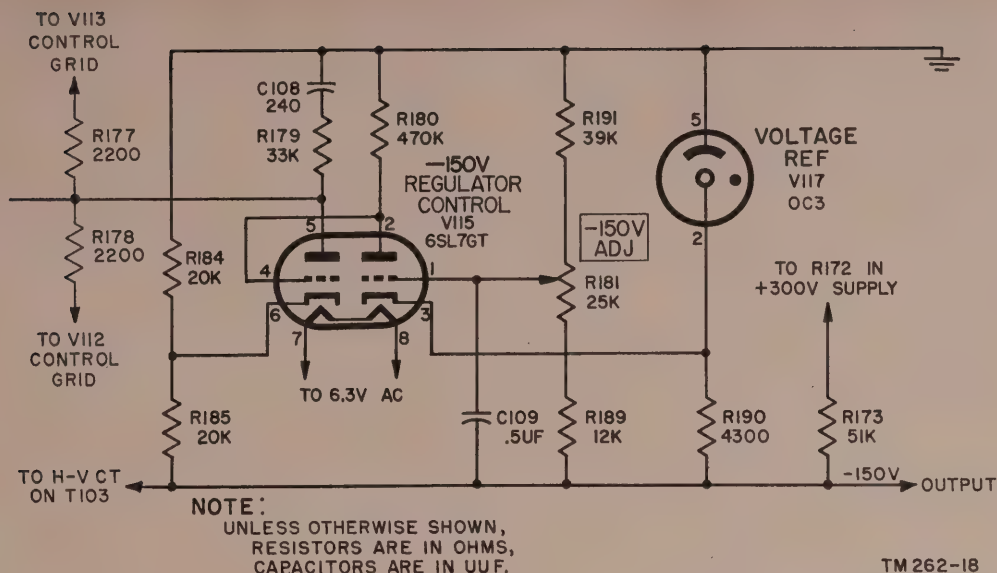 TO V113
CONTROL
GRID
C108
240
R180
470K
R191
39K
5
VOLTAGE
REF
V117
OC3
R177
2200
R179
33K
-150V
REGULATOR
CONTROL
V115
6SL7GT
5
2
2
R178
2200
R184
20K
4
1
-150V
ADJ
R181
25K
TO R172 IN
+300V SUPPLY
6
3
7
8
TO V112
CONTROL
GRID
TO 6.3V AC
R185
20K
C109
.5UF
R189
12K
R190
4300
R173
51K
TO H-V CT
ON T103
-150V
OUTPUT
NOTE:
UNLESS OTHERWISE SHOWN,
RESISTORS ARE IN OHMS,
CAPACITORS ARE IN UUF.
TM 262-18